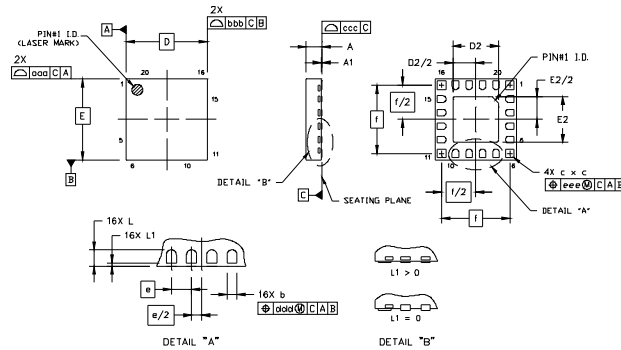 2X
A
D
bbb C B
PIN#1 I.D.
(LASER MARK)
2X
aaa C A
1
20
16
15
E
5
11
6
10
B
ccc C
A
A1
DETAIL "B"
C
SEATING PLANE
D2
D2/2
PIN#1 I.D.
16
20
1
E2/2
f/2
f
15
E2
5
11
10
6
4X c x c
eee M C A B
f/2
DETAIL "A"
f
16X L
16X L1
e
e/2
16X b
ddd M C A B
DETAIL "A"
L1 > 0
L1 = 0
DETAIL "B"